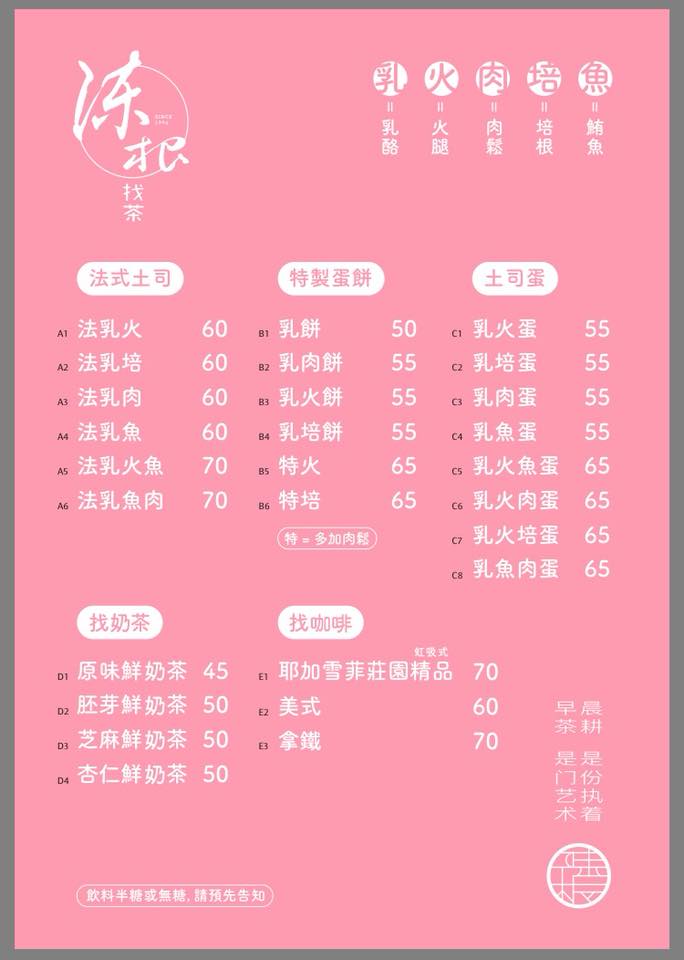 涑根
SINCE
找茶
乳 火 肉 培 魚
= = = = =
乳酪 火腿 肉鬆 培根 鮪魚
法式土司
A1 法乳火 60
A2 法乳培 60
A3 法乳肉 60
A4 法乳魚 60
A5 法乳火魚 70
A6 法乳魚肉 70
特製蛋餅
B1 乳餅 50
B2 乳肉餅 55
B3 乳火餅 55
B4 乳培餅 55
B5 特火 65
B6 特培 65
特 = 多加肉鬆
土司蛋
C1 乳火蛋 55
C2 乳培蛋 55
C3 乳肉蛋 55
C4 乳魚蛋 55
C5 乳火魚蛋 65
C6 乳火肉蛋 65
C7 乳火培蛋 65
C8 乳魚肉蛋 65
找奶茶
D1 原味鮮奶茶 45
D2 胚芽鮮奶茶 50
D3 芝麻鮮奶茶 50
D4 杏仁鮮奶茶 50
找咖啡
虹吸式
E1 耶加雪菲莊園精品 70
E2 美式 60
E3 拿鐵 70
晨耕 是份执着
早茶 是门艺术
飲料半糖或無糖, 請預先告知